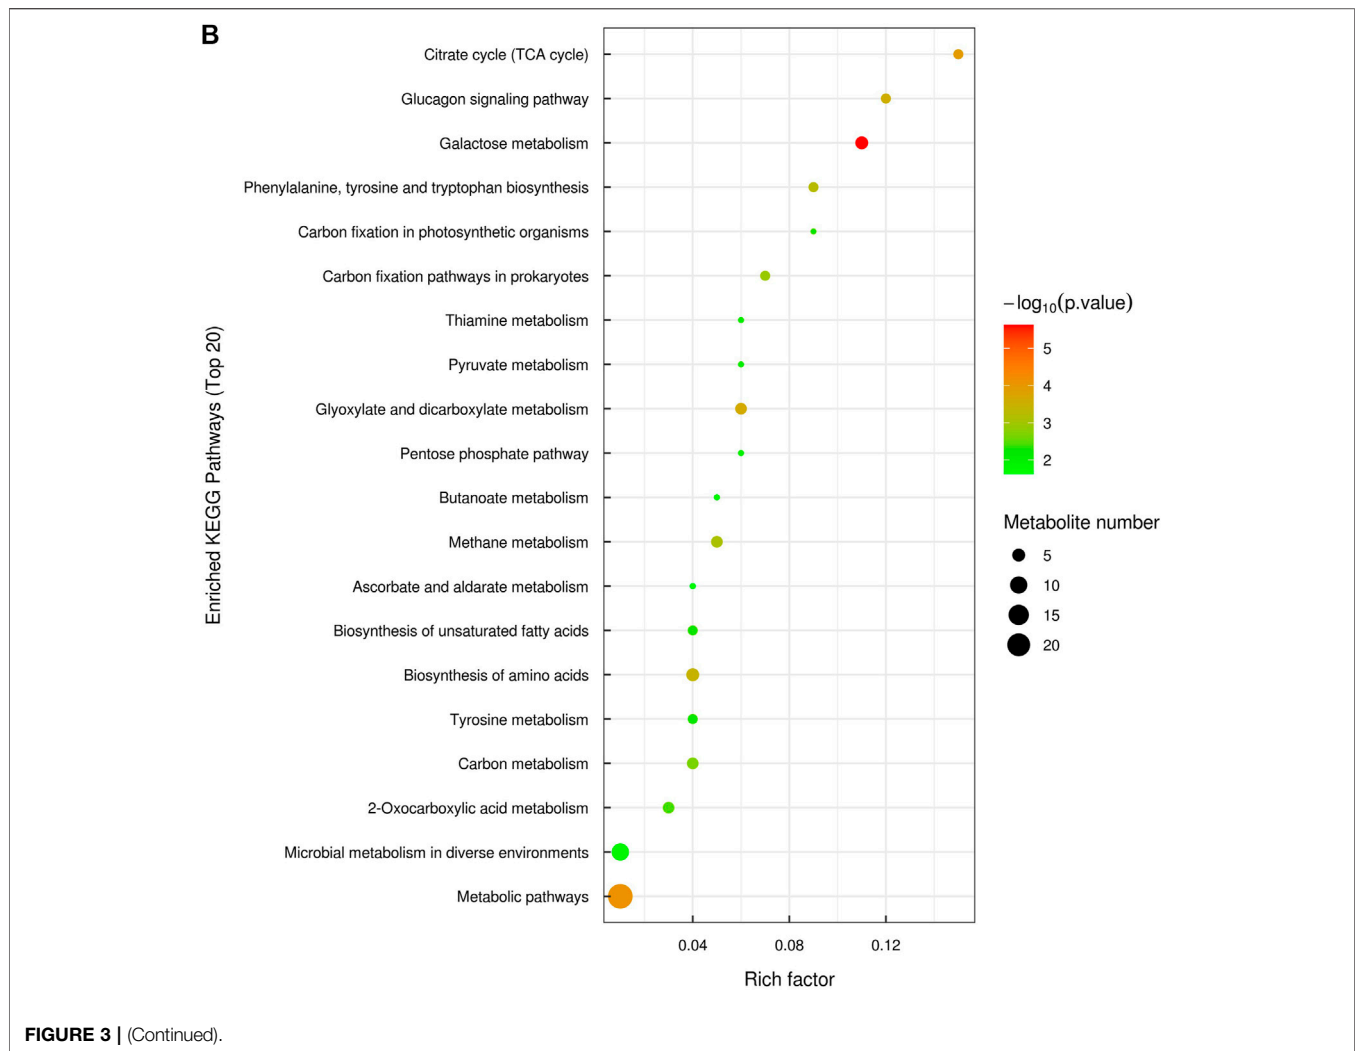 B
Citrate cycle (TCA cycle)
Glucagon signaling pathway
Galactose metabolism
Phenylalanine, tyrosine and tryptophan biosynthesis
Carbon fixation in photosynthetic organisms
Carbon fixation pathways in prokaryotes
Thiamine metabolism
Pyruvate metabolism
Glyoxylate and dicarboxylate metabolism
Pentose phosphate pathway
Butanoate metabolism
Methane metabolism
Ascorbate and aldarate metabolism
Biosynthesis of unsaturated fatty acids
Biosynthesis of amino acids
Tyrosine metabolism
Carbon metabolism
2-Oxocarboxylic acid metabolism
Microbial metabolism in diverse environments
Metabolic pathways
Enriched KEGG Pathways (Top 20)
0.04 0.08 0.12
Rich factor
−log₁₀(p.value)
5
4
3
2
Metabolite number
5
10
15
20
FIGURE 3 | (Continued).